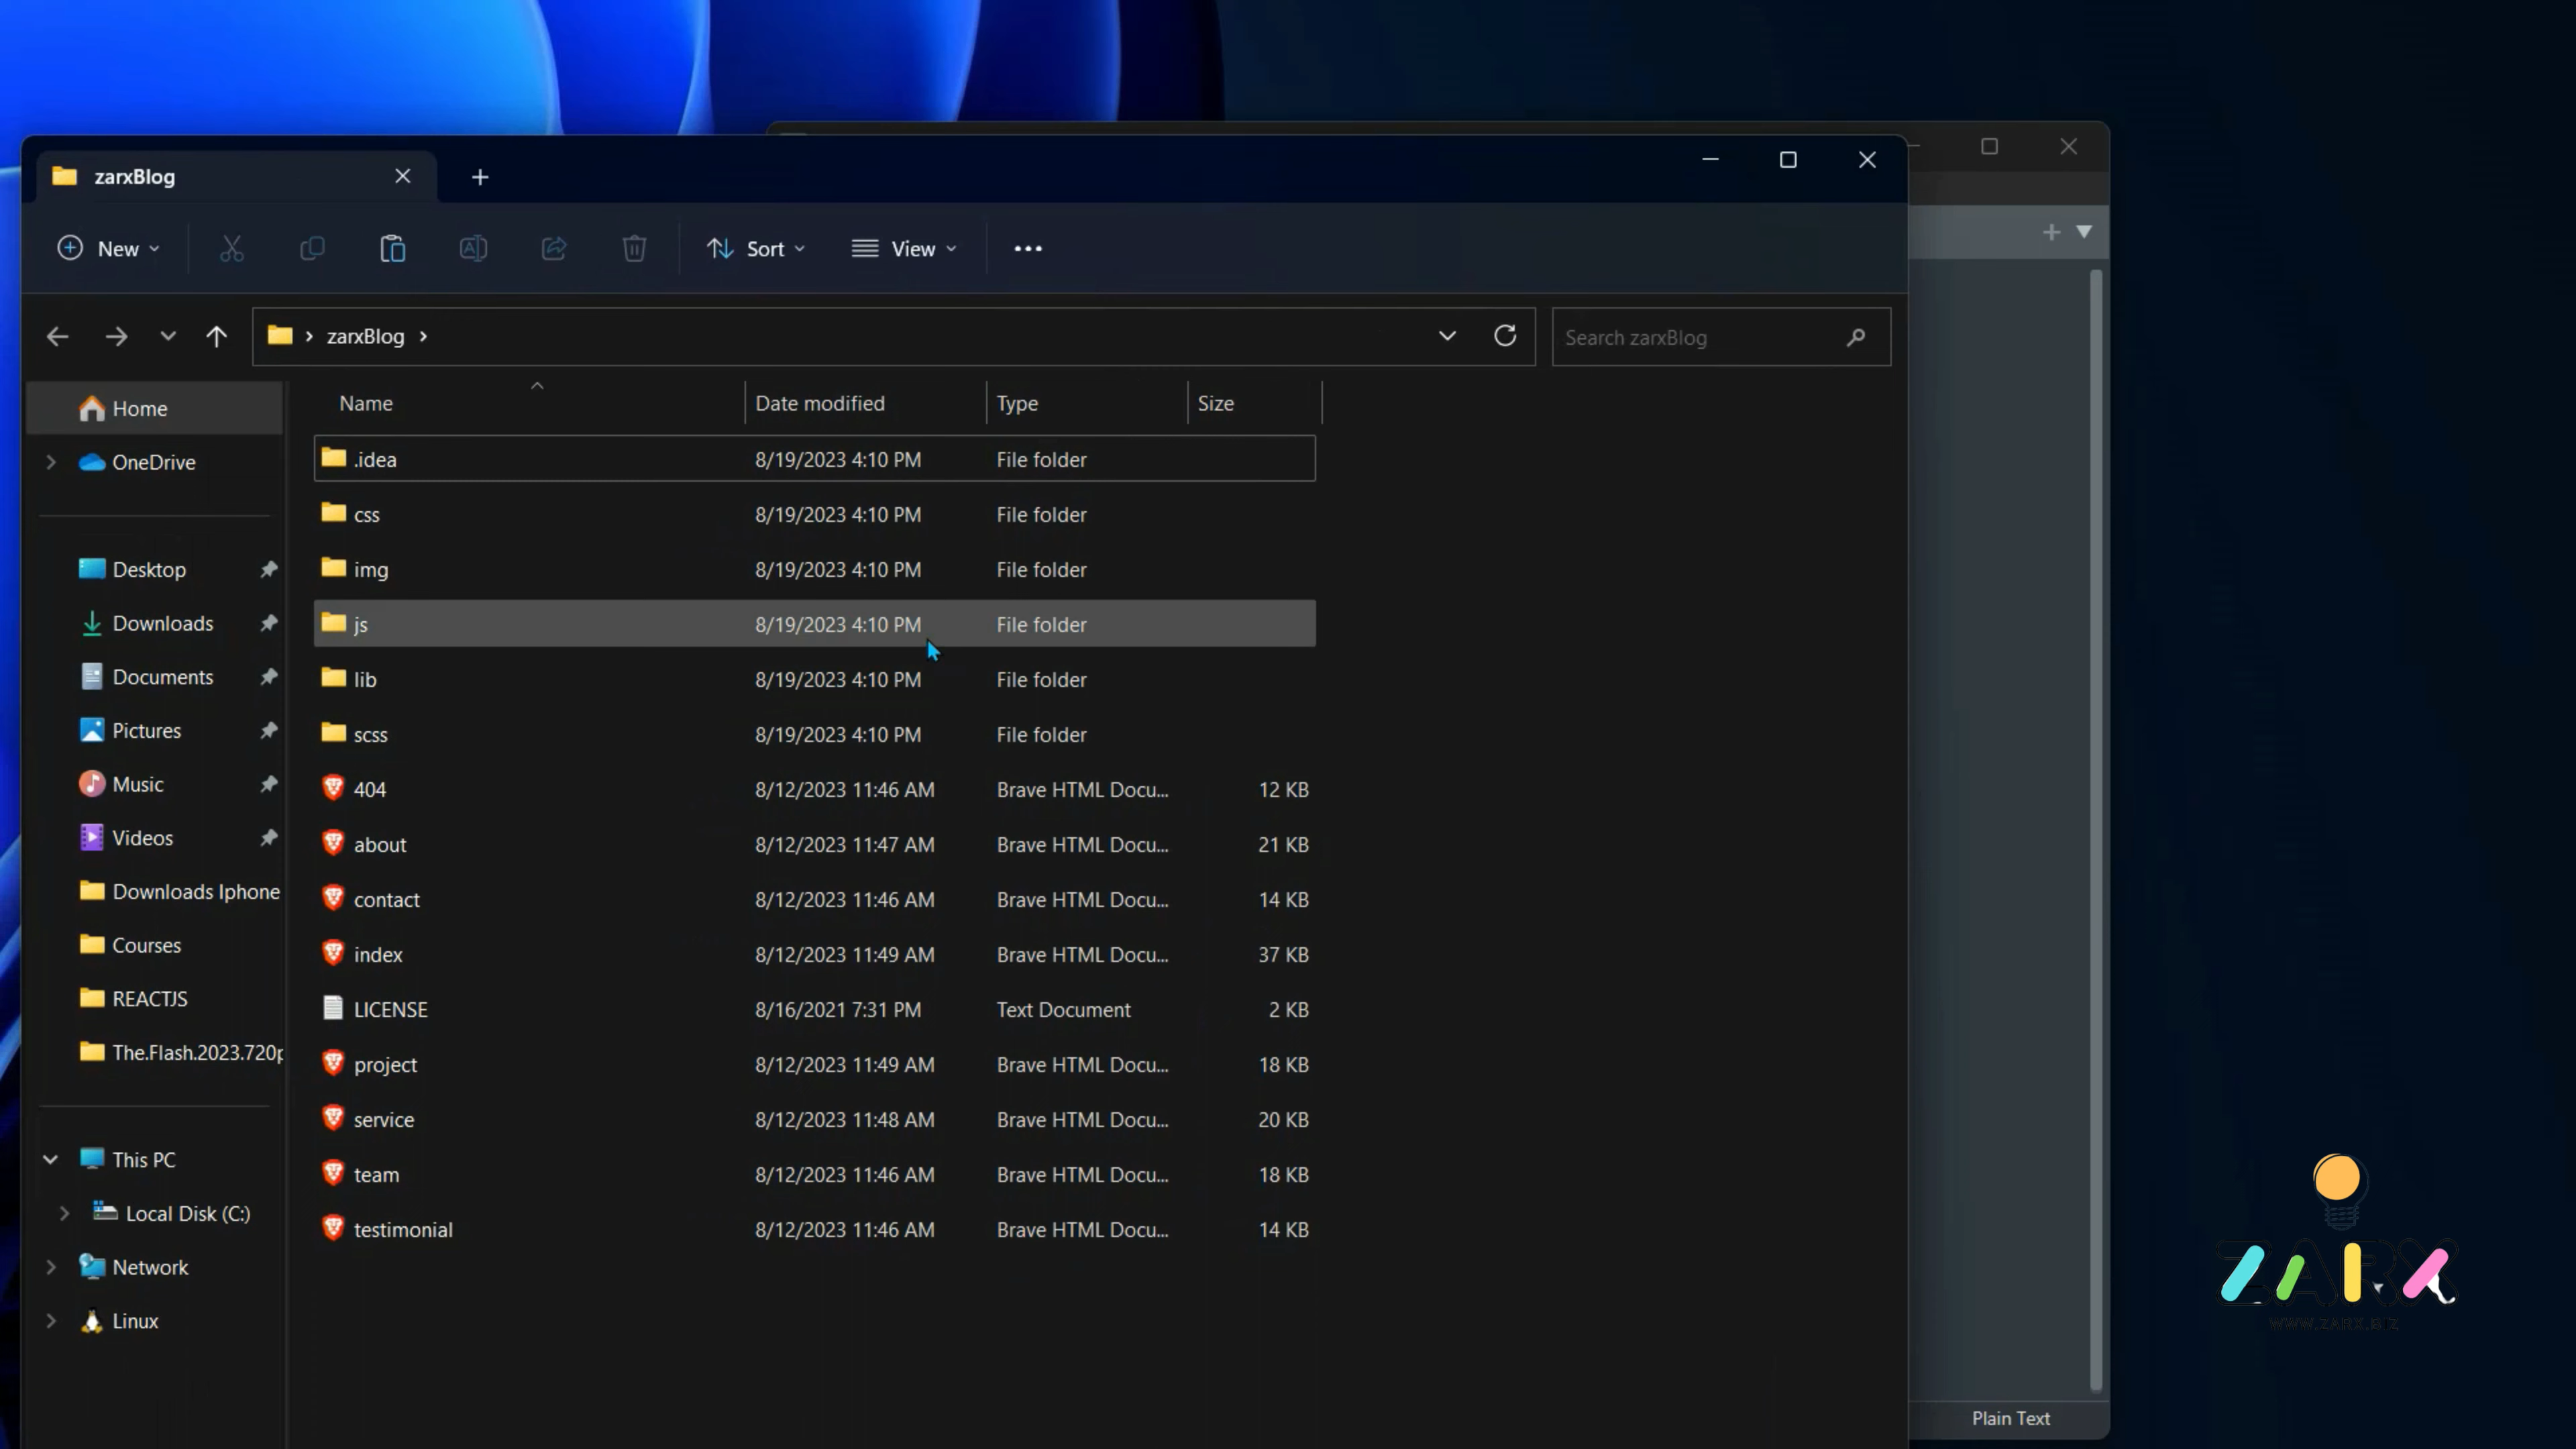 zarxBlog
New
Sort
View
zarxBlog
Search zarxBlog
Home
OneDrive
Desktop
Downloads
Documents
Pictures
Music
Videos
Downloads Iphone
Courses
REACTJS
The.Flash.2023.720p
This PC
Local Disk (C:)
Network
Linux
Name Date modified Type Size
.idea 8/19/2023 4:10 PM File folder
css 8/19/2023 4:10 PM File folder
img 8/19/2023 4:10 PM File folder
js 8/19/2023 4:10 PM File folder
lib 8/19/2023 4:10 PM File folder
scss 8/19/2023 4:10 PM File folder
404 8/12/2023 11:46 AM Brave HTML Docu... 12 KB
about 8/12/2023 11:47 AM Brave HTML Docu... 21 KB
contact 8/12/2023 11:46 AM Brave HTML Docu... 14 KB
index 8/12/2023 11:49 AM Brave HTML Docu... 37 KB
LICENSE 8/16/2021 7:31 PM Text Document 2 KB
project 8/12/2023 11:49 AM Brave HTML Docu... 18 KB
service 8/12/2023 11:48 AM Brave HTML Docu... 20 KB
team 8/12/2023 11:46 AM Brave HTML Docu... 18 KB
testimonial 8/12/2023 11:46 AM Brave HTML Docu... 14 KB
Plain Text
ZARX
WWW.ZARX.BIZ